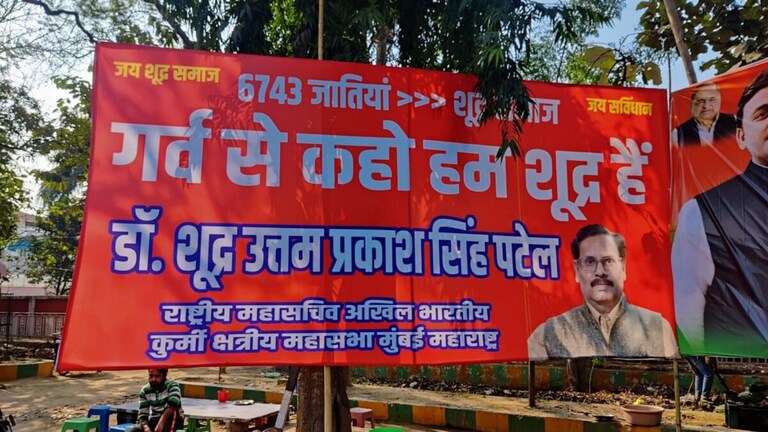 जय शूद्र समाज
6743 जातियां >>> शूद्र समाज
जय संविधान
गर्व से कहो हम शूद्र हैं
डॉ. शूद्र उत्तम प्रकाश सिंह पटेल
राष्ट्रीय महासचिव अखिल भारतीय
कुर्मी क्षत्रीय महासभा मुंबई महाराष्ट्र